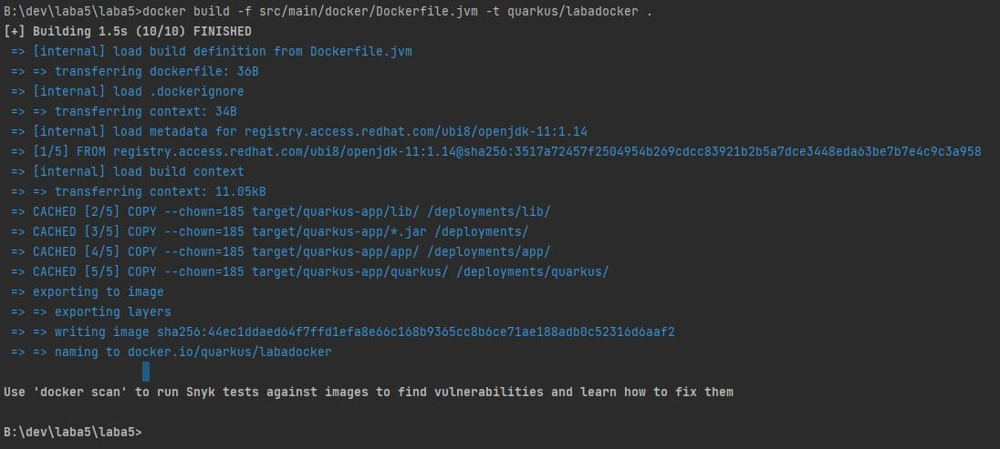 B:\dev\laba5\laba5>docker build -f src/main/docker/Dockerfile.jvm -t quarkus/labadocker .
[+] Building 1.5s (10/10) FINISHED
=> [internal] load build definition from Dockerfile.jvm
=> => transferring dockerfile: 36B
=> [internal] load .dockerignore
=> => transferring context: 34B
=> [internal] load metadata for registry.access.redhat.com/ubi8/openjdk-11:1.14
=> [1/5] FROM registry.access.redhat.com/ubi8/openjdk-11:1.14@sha256:3517a72457f2504954b269cdcc83921b2b5a7dce3448eda63be7b7e4c9c3a958
=> [internal] load build context
=> => transferring context: 11.05kB
=> CACHED [2/5] COPY --chown=185 target/quarkus-app/lib/ /deployments/lib/
=> CACHED [3/5] COPY --chown=185 target/quarkus-app/*.jar /deployments/
=> CACHED [4/5] COPY --chown=185 target/quarkus-app/app/ /deployments/app/
=> CACHED [5/5] COPY --chown=185 target/quarkus-app/quarkus/ /deployments/quarkus/
=> exporting to image
=> => exporting layers
=> => writing image sha256:44ec1ddaed64f7ffd1efa8e66c168b9365cc8b6ce71ae188adb0c52316d6aaf2
=> => naming to docker.io/quarkus/labadocker
Use 'docker scan' to run Snyk tests against images to find vulnerabilities and learn how to fix them
B:\dev\laba5\laba5>